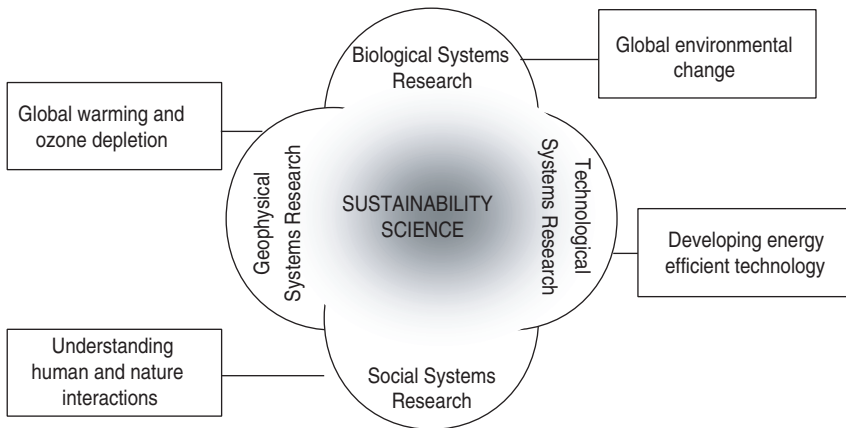 Biological Systems
Research
Global environmental
change
Global warming and
ozone depletion
Geophysical
Systems Research
SUSTAINABILITY
SCIENCE
Technological
Systems Research
Developing energy
efficient technology
Understanding
human and nature
interactions
Social Systems
Research